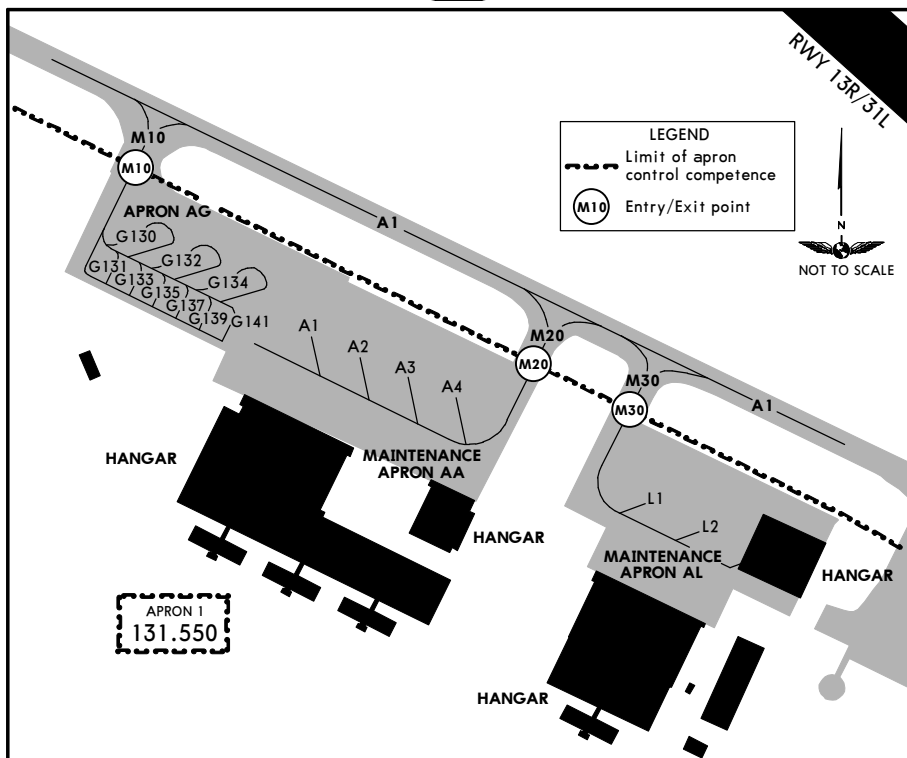 RWY 13R/31L
LEGEND
Limit of apron
control competence
M10 Entry/Exit point
N
NOT TO SCALE
M10
M10
APRON AG
A1
G130
G132
G134
G131
G133
G135
G137
G139
G141
A1
A2
A3
A4
M20
M20
M30
M30
A1
HANGAR
MAINTENANCE
APRON AA
HANGAR
L1
L2
MAINTENANCE
APRON AL
HANGAR
APRON 1
131.550
HANGAR